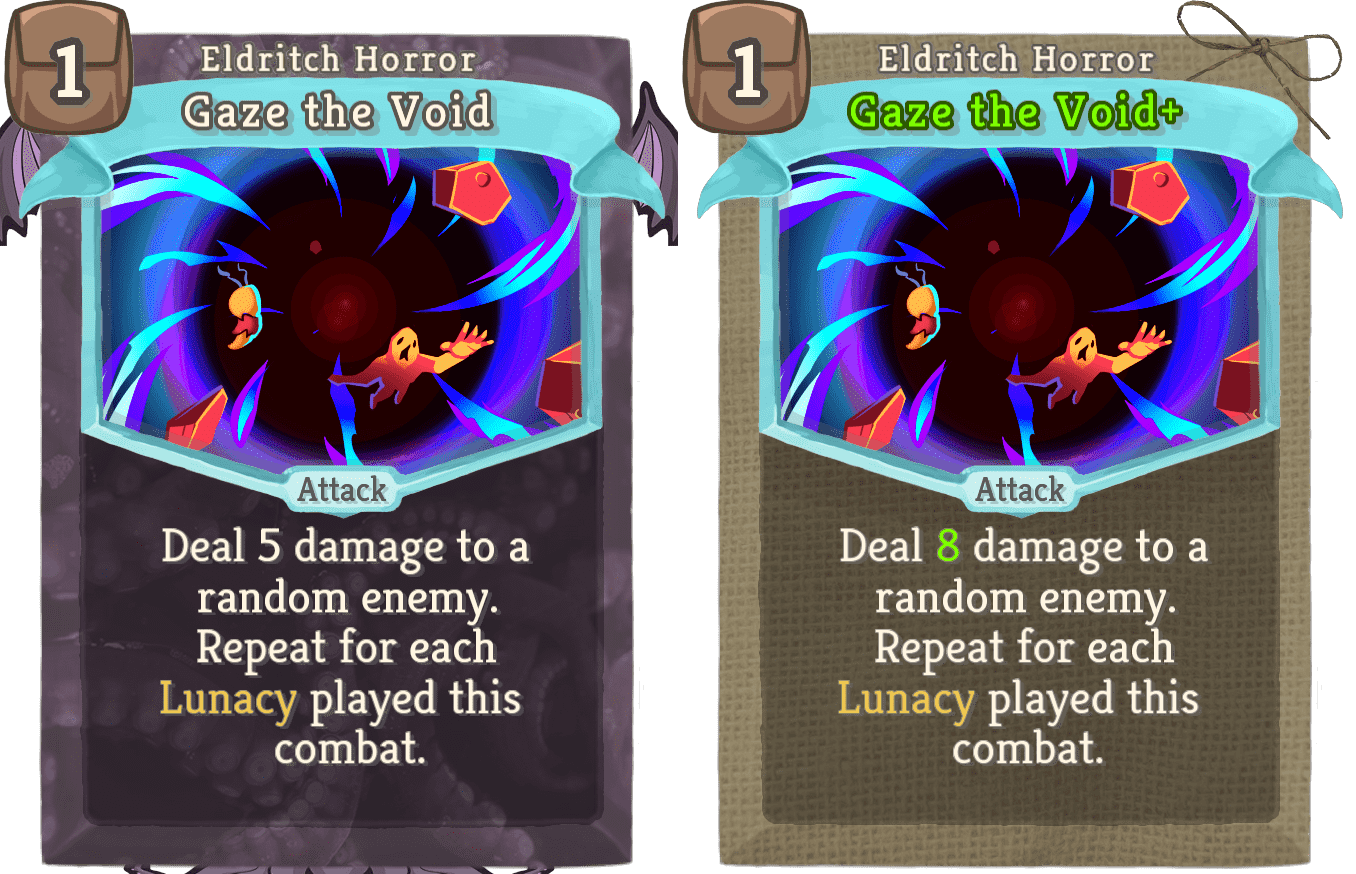 1
Eldritch Horror
Gaze the Void
Attack
Deal 5 damage to a
random enemy.
Repeat for each
Lunacy played this
combat.
1
Eldritch Horror
Gaze the Void+
Attack
Deal 8 damage to a
random enemy.
Repeat for each
Lunacy played this
combat.